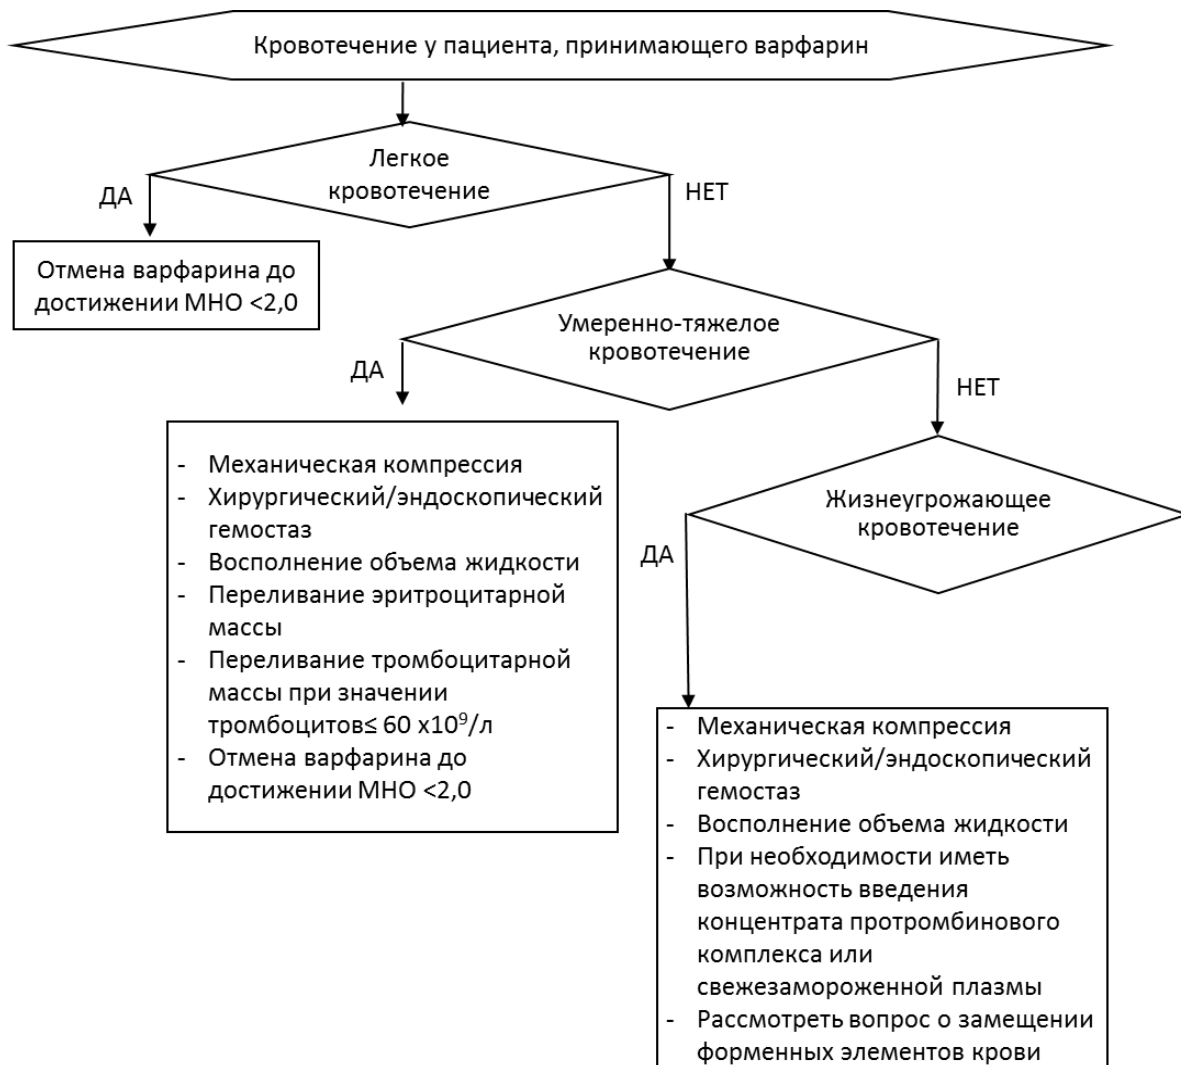 Кровотечение у пациента, принимающего варфарин
Легкое
кровотечение
ДА
НЕТ
Отмена варфарина до
достижении МНО <2,0
Умеренно-тяжелое
кровотечение
ДА
НЕТ
- Механическая компрессия
- Хирургический/эндоскопический
гемостаз
- Восполнение объема жидкости
- Переливание эритроцитарной
массы
- Переливание тромбоцитарной
массы при значении
тромбоцитов≤ 60 х10⁹/л
- Отмена варфарина до
достижении МНО <2,0
Жизнеугрожающее
кровотечение
ДА
- Механическая компрессия
- Хирургический/эндоскопический
гемостаз
- Восполнение объема жидкости
- При необходимости иметь
возможность введения
концентрата протромбинового
комплекса или
свежезамороженной плазмы
- Рассмотреть вопрос о замещении
форменных элементов крови